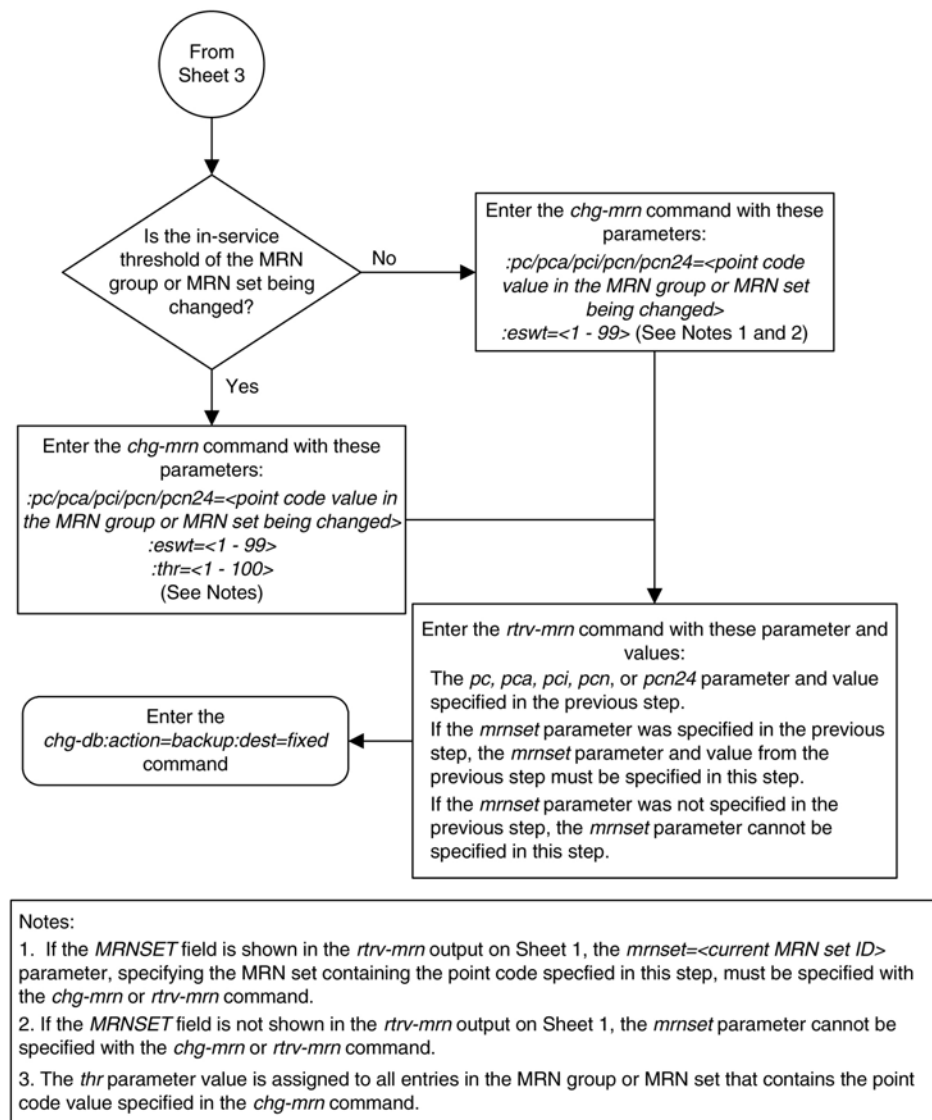 From
Sheet 3
Is the in-service
threshold of the MRN
group or MRN set being
changed?
No
Enter the chg-mrn command with these
parameters:
:pc/pca/pci/pcn/pcn24=<point code
value in the MRN group or MRN set
being changed>
:eswt=<1 - 99> (See Notes 1 and 2)
Yes
Enter the chg-mrn command with these
parameters:
:pc/pca/pci/pcn/pcn24=<point code value in
the MRN group or MRN set being changed>
:eswt=<1 - 99>
:thr=<1 - 100>
(See Notes)
Enter the rtrv-mrn command with these parameter and
values:
The pc, pca, pci, pcn, or pcn24 parameter and value
specified in the previous step.
If the mrnset parameter was specified in the previous
step, the mrnset parameter and value from the
previous step must be specified in this step.
If the mrnset parameter was not specified in the
previous step, the mrnset parameter cannot be
specified in this step.
Enter the
chg-db:action=backup:dest=fixed
command
Notes:
1. If the MRNSET field is shown in the rtrv-mrn output on Sheet 1, the mrnset=<current MRN set ID>
parameter, specifying the MRN set containing the point code specfied in this step, must be specified with
the chg-mrn or rtrv-mrn command.
2. If the MRNSET field is not shown in the rtrv-mrn output on Sheet 1, the mrnset parameter cannot be
specified with the chg-mrn or rtrv-mrn command.
3. The thr parameter value is assigned to all entries in the MRN group or MRN set that contains the point
code value specified in the chg-mrn command.